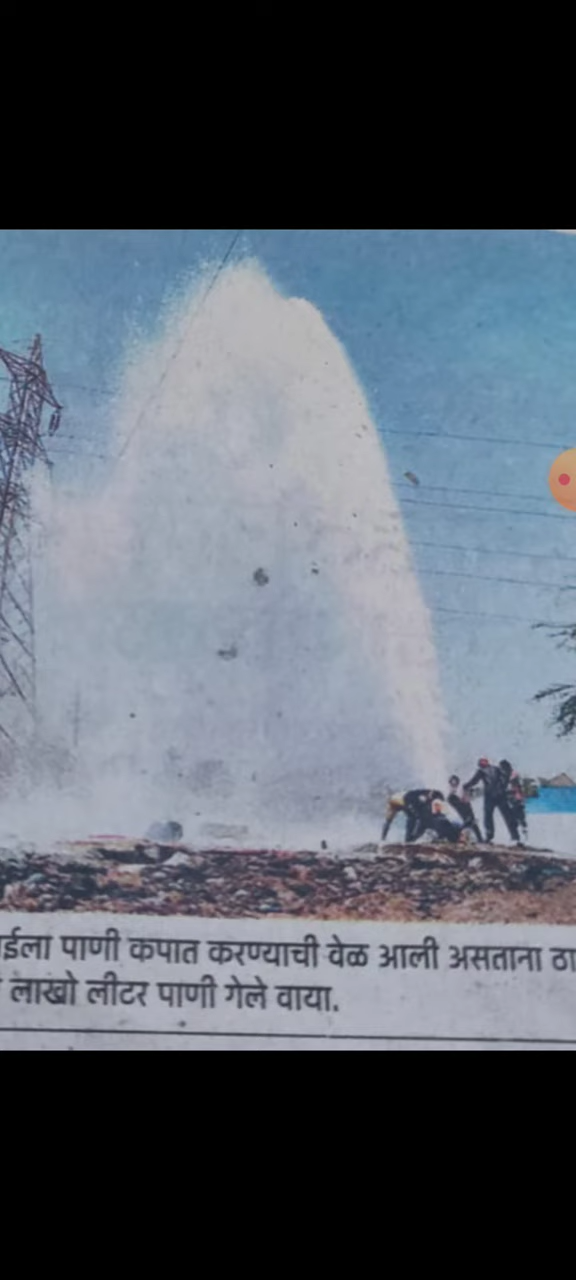 ईला पाणी कपात करण्याची वेळ आली असताना ठा
लाखो लीटर पाणी गेले वाया.